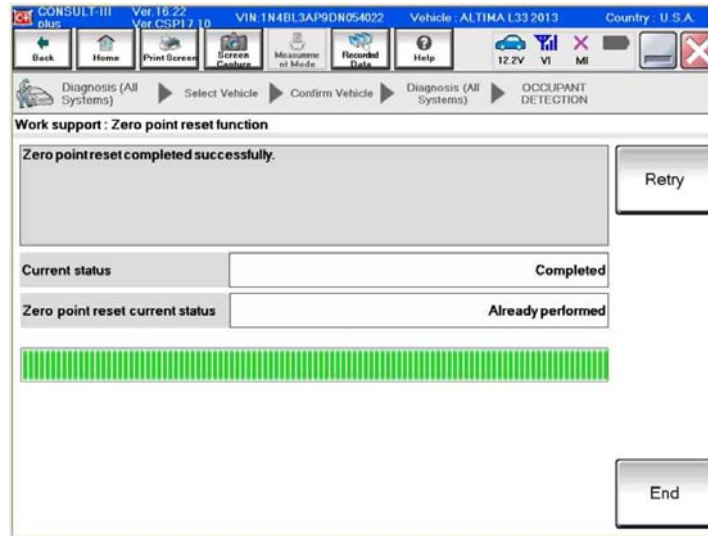 CONSULT-III plus Ver.16.22 VIN:1N4BL3AP9DN054022 Vehicle : ALTIMA L33 2013 Country : U.S.A.
Ver.CSP17.10
Back Home Print Screen Screen Capture Measurement Mode Recorded Data Help 12.2V VI MI
Diagnosis (All Systems) Select Vehicle Confirm Vehicle Diagnosis (All Systems) OCCUPANT DETECTION
Work support : Zero point reset function
Zero point reset completed successfully.
Retry
Current status Completed
Zero point reset current status Already performed
End